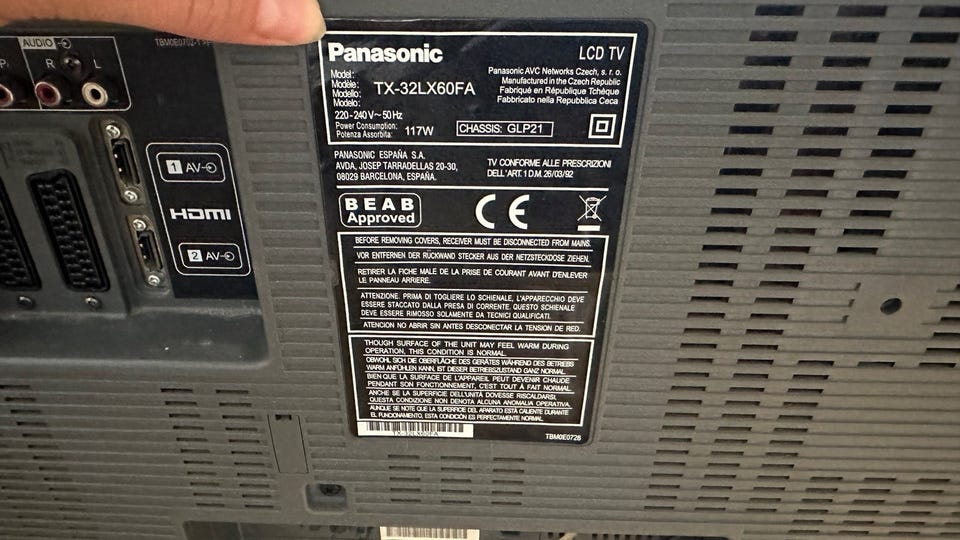 AUDIO
R
L
Panasonic
LCD TV
Model:
Modèle:
Modello:
Modelo:
TX-32LX60FA
Panasonic AVC Networks Czech, s. r. o.
Manufactured in the Czech Republic
Fabriqué en République Tchèque
Fabbricato nella Repubblica Ceca
220-240V~50Hz
Power Consumption:
Potenza Assorbita:
117W
CHASSIS: GLP21
1 AV
HDMI
2 AV
PANASONIC ESPAÑA S.A.
AVDA, JOSEP TARRADELLAS 20-30,
08029 BARCELONA, ESPAÑA.
TV CONFORME ALLE PRESCRIZIONI
DELL'ART.1 D.M. 26/03/92
BEAB
Approved
CE
BEFORE REMOVING COVERS, RECEIVER MUST BE DISCONNECTED FROM MAINS.
VOR ENTFERNEN DER RÜCKWAND STECKER AUS DER NETZSTECKDOSE ZIEHEN.
RETIRER LA FICHE MALE DE LA PRISE DE COURANT AVANT D'ENLEVER
LE PANNEAU ARRIERE.
ATTENZIONE. PRIMA DI TOGLIERE LO SCHIENALE, L'APPARECCHIO DEVE
ESSERE STACCATO DALLA PRESA DI CORRENTE. QUESTO SCHIENALE
DEVE ESSERE RIMOSSO SOLAMENTE DA TECNICI QUALIFICATI.
ATENCION NO ABRIR SIN ANTES DESCONECTAR LA TENSION DE RED.
THOUGH SURFACE OF THE UNIT MAY FEEL WARM DURING
OPERATION, THIS CONDITION IS NORMAL.
OBWOHL SICH DIE OBERFLÄCHE DES GERÄTES WÄHREND DES BETRIEBS
WARM ANFÜHLEN KANN, IST DIESER BETRIEBSZUSTAND GANZ NORMAL.
BIEN QUE LA SURFACE DE L'APPAREIL PEUT DEVENIR CHAUDE
PENDANT SON FONCTIONNEMENT, C'EST TOUT À FAIT NORMAL.
ANCHE SE LA SUPERFICIE DELL'UNITÀ DOVESSE RISCALDARSI,
QUESTA CONDIZIONE NON DENOTA ALCUNA ANOMALIA OPERATIVA.
AUNQUE SE NOTE QUE LA SUPERFICIE DEL APARATO ESTÁ CALIENTE DURANTE
EL FUNCIONAMIENTO, ESTA CONDICIÓN ES PERFECTAMENTE NORMAL.
TX-32LX60FA
TBM0E0726